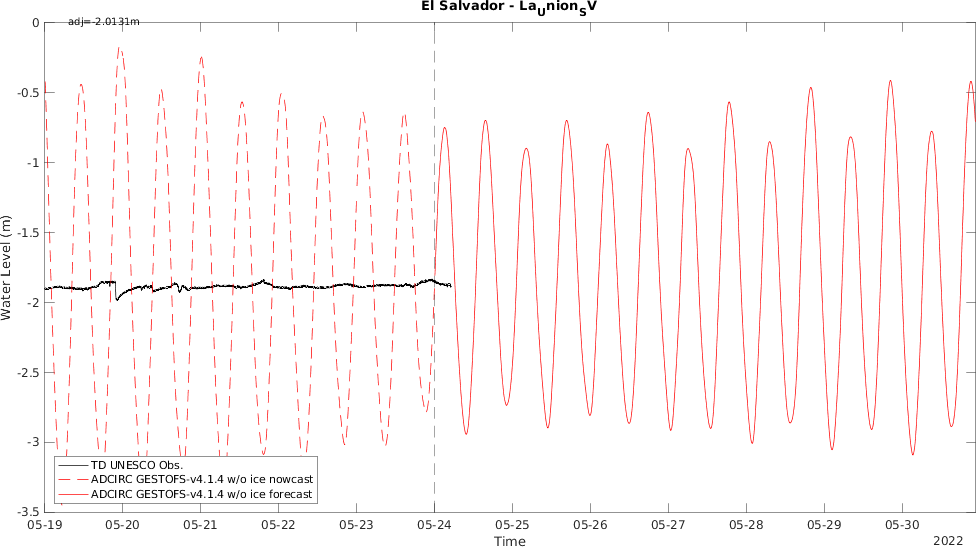 El Salvador - LaUnionSV
adj=-2.0131m
0
-0.5
-1
-1.5
-2
-2.5
-3
-3.5
Water Level (m)
TD UNESCO Obs.
ADCIRC GESTOFS-v4.1.4 w/o ice nowcast
ADCIRC GESTOFS-v4.1.4 w/o ice forecast
05-19 05-20 05-21 05-22 05-23 05-24 05-25 05-26 05-27 05-28 05-29 05-30
Time
2022